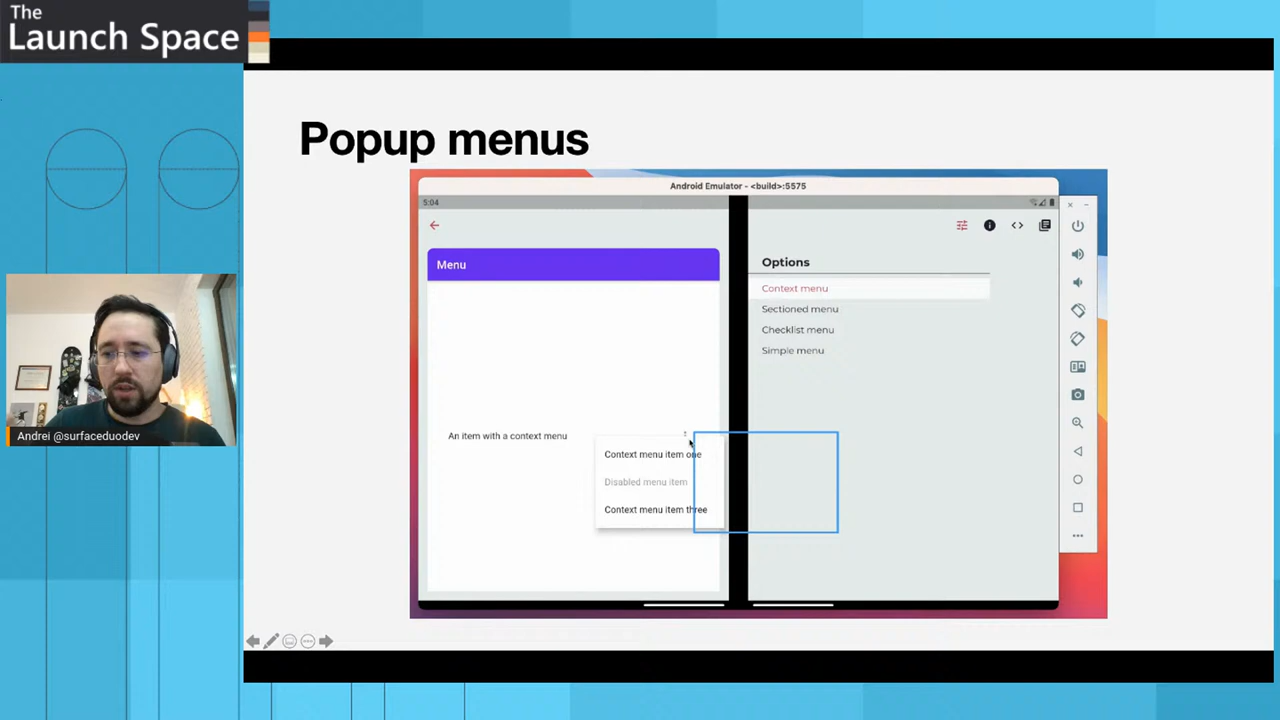 The
Launch Space
Popup menus
Android Emulator - <build>:5575
5:04
Menu
Options
Context menu
Sectioned menu
Checklist menu
Simple menu
An item with a context menu
Context menu item one
Disabled menu item
Context menu item three
Andrei @surfaceduodev